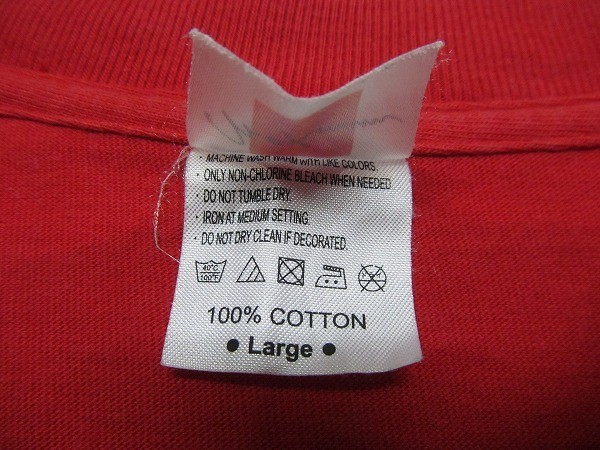 · MACHINE WASH WARM WITH LIKE COLORS.
· ONLY NON-CHLORINE BLEACH WHEN NEEDED.
· DO NOT TUMBLE DRY.
· IRON AT MEDIUM SETTING
· DO NOT DRY CLEAN IF DECORATED.
40°C
100°F
100% COTTON
● Large ●